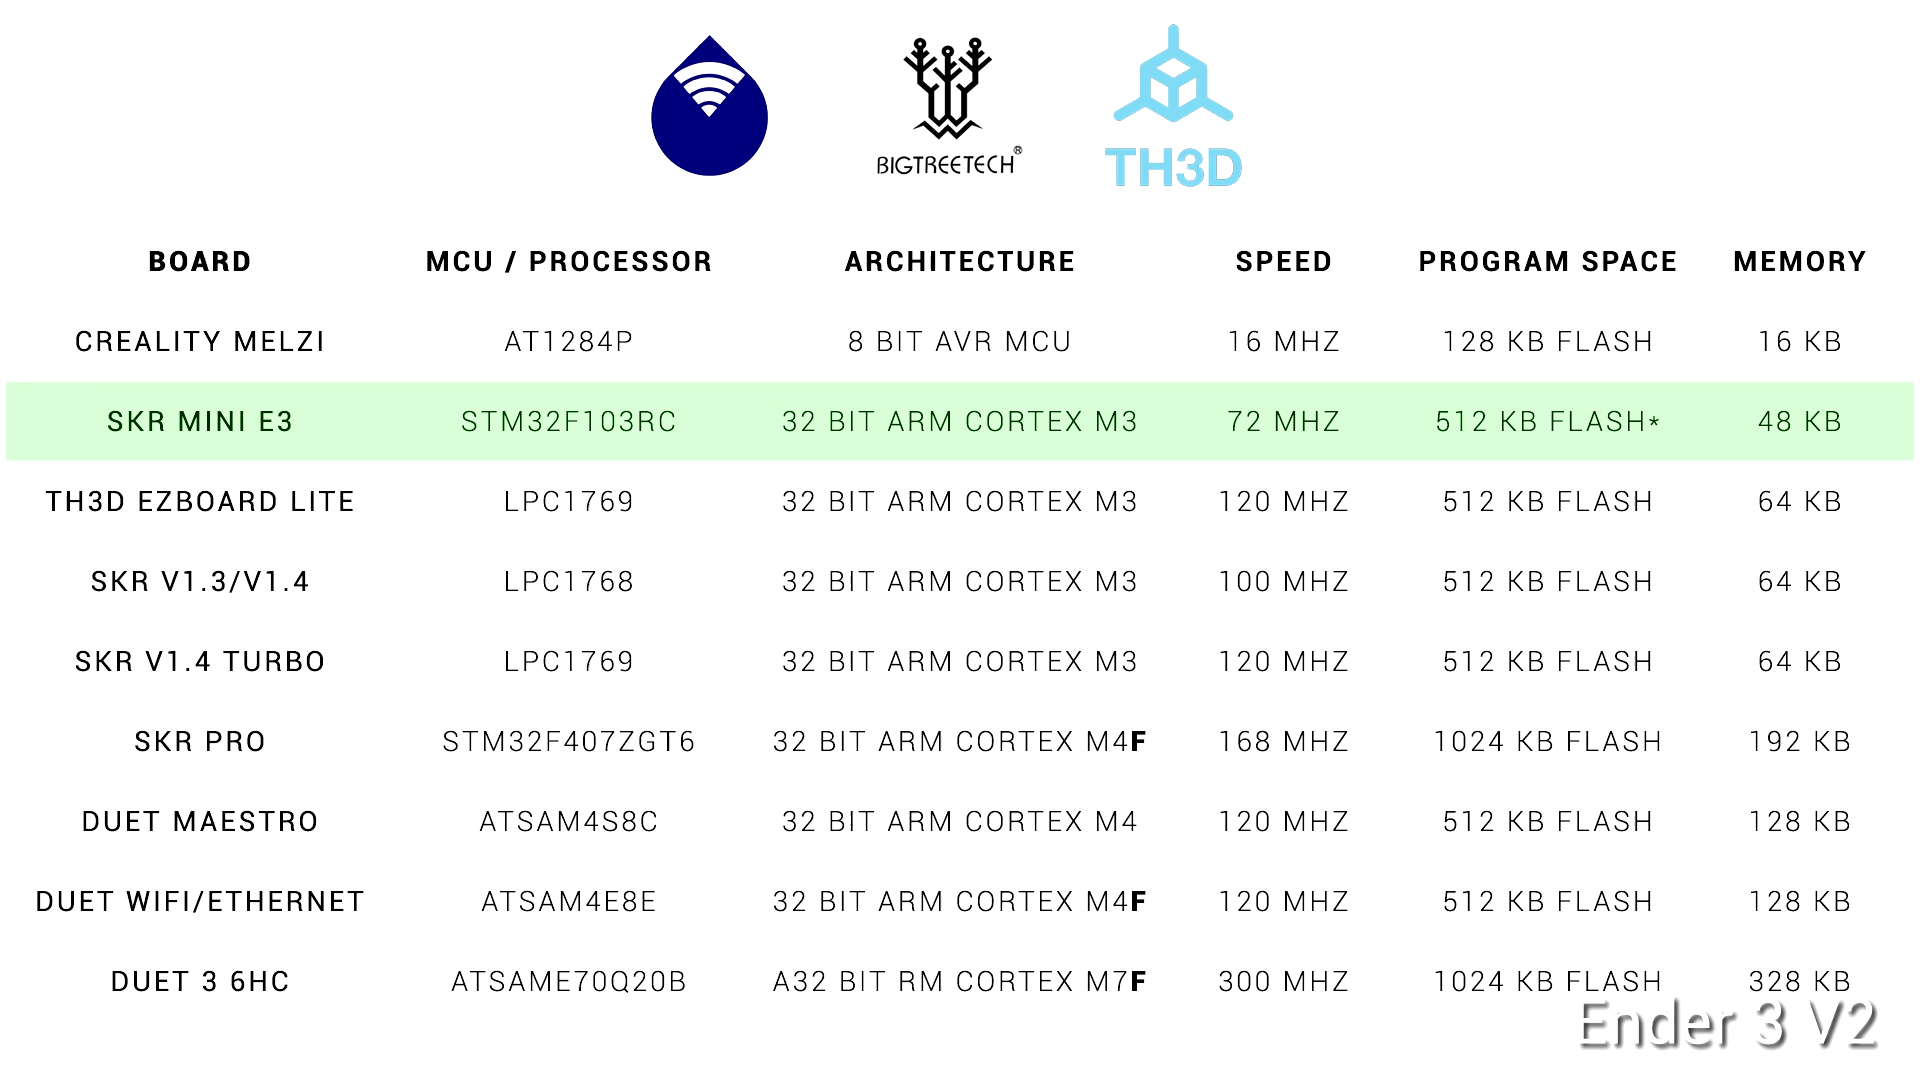 BIGTREETECH®
TH3D
BOARD MCU / PROCESSOR ARCHITECTURE SPEED PROGRAM SPACE MEMORY
CREALITY MELZI AT1284P 8 BIT AVR MCU 16 MHZ 128 KB FLASH 16 KB
SKR MINI E3 STM32F103RC 32 BIT ARM CORTEX M3 72 MHZ 512 KB FLASH* 48 KB
TH3D EZBOARD LITE LPC1769 32 BIT ARM CORTEX M3 120 MHZ 512 KB FLASH 64 KB
SKR V1.3/V1.4 LPC1768 32 BIT ARM CORTEX M3 100 MHZ 512 KB FLASH 64 KB
SKR V1.4 TURBO LPC1769 32 BIT ARM CORTEX M3 120 MHZ 512 KB FLASH 64 KB
SKR PRO STM32F407ZGT6 32 BIT ARM CORTEX M4F 168 MHZ 1024 KB FLASH 192 KB
DUET MAESTRO ATSAM4S8C 32 BIT ARM CORTEX M4 120 MHZ 512 KB FLASH 128 KB
DUET WIFI/ETHERNET ATSAM4E8E 32 BIT ARM CORTEX M4F 120 MHZ 512 KB FLASH 128 KB
DUET 3 6HC ATSAME70Q20B A32 BIT RM CORTEX M7F 300 MHZ 1024 KB FLASH 328 KB
Ender 3 V2